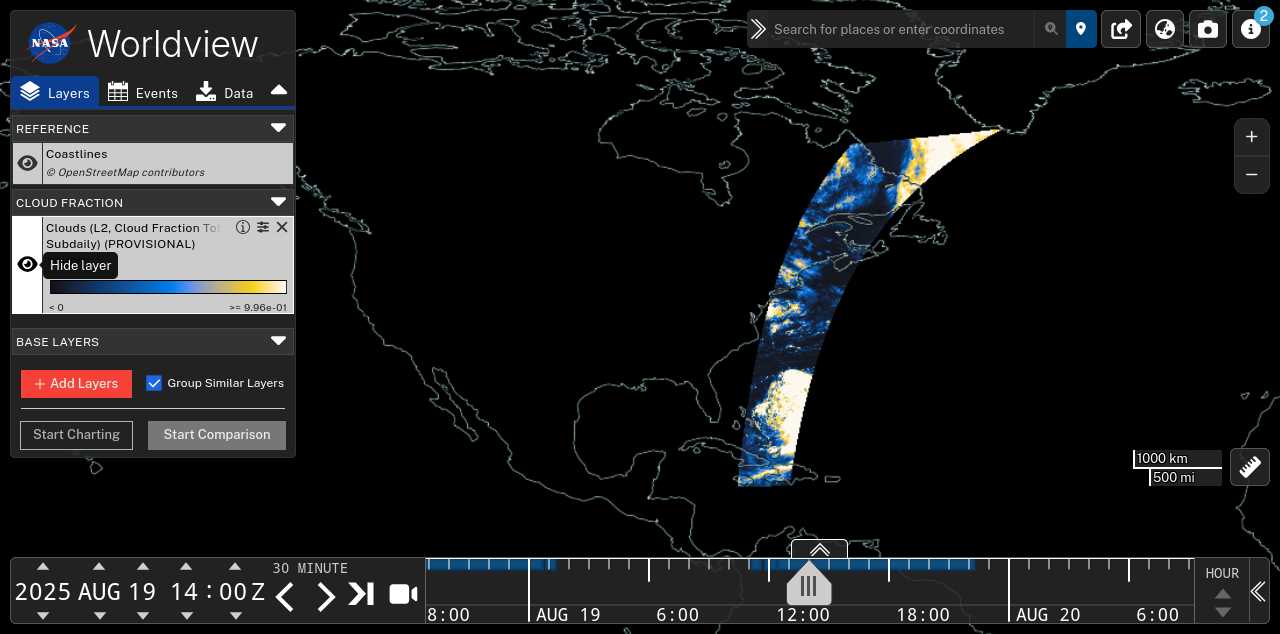 NASA
Worldview
Layers
Events
Data
REFERENCE
Coastlines
© OpenStreetMap contributors
CLOUD FRACTION
Clouds (L2, Cloud Fraction
Subdaily) (PROVISIONAL)
Hide layer
< 0
>= 9.96e-01
BASE LAYERS
+ Add Layers
Group Similar Layers
Start Charting
Start Comparison
Search for places or enter coordinates
2
+
−
1000 km
500 mi
2025 AUG 19 14:00 Z
30 MINUTE
8:00
AUG 19
6:00
12:00
18:00
AUG 20
6:00
HOUR